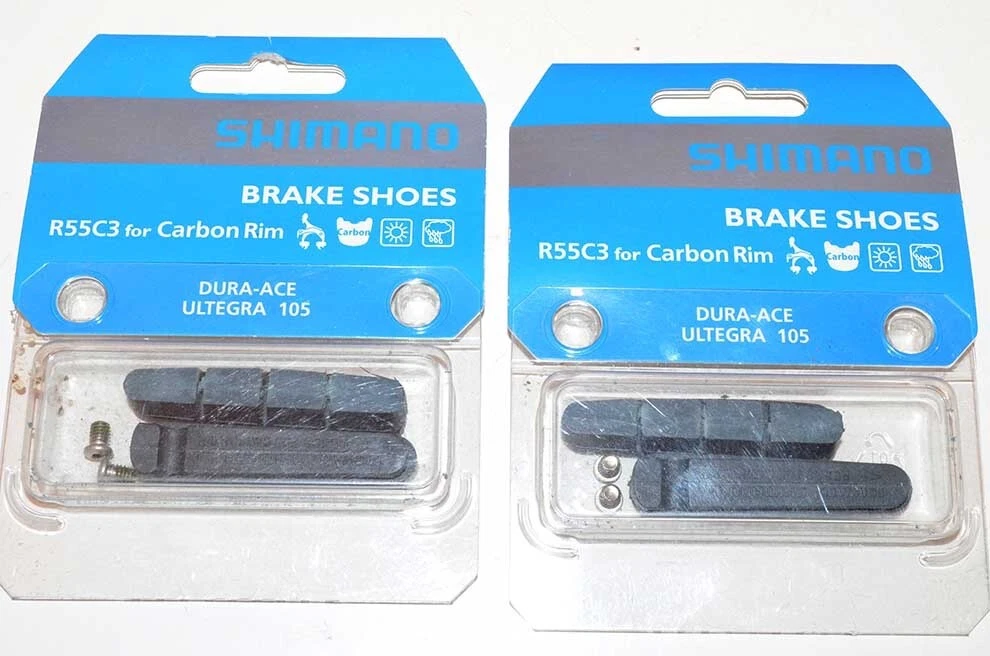 SHIMANO
BRAKE SHOES
R55C3 for Carbon Rim
Carbon
DURA-ACE
ULTEGRA 105
SHIMANO
BRAKE SHOES
R55C3 for Carbon Rim
Carbon
DURA-ACE
ULTEGRA 105